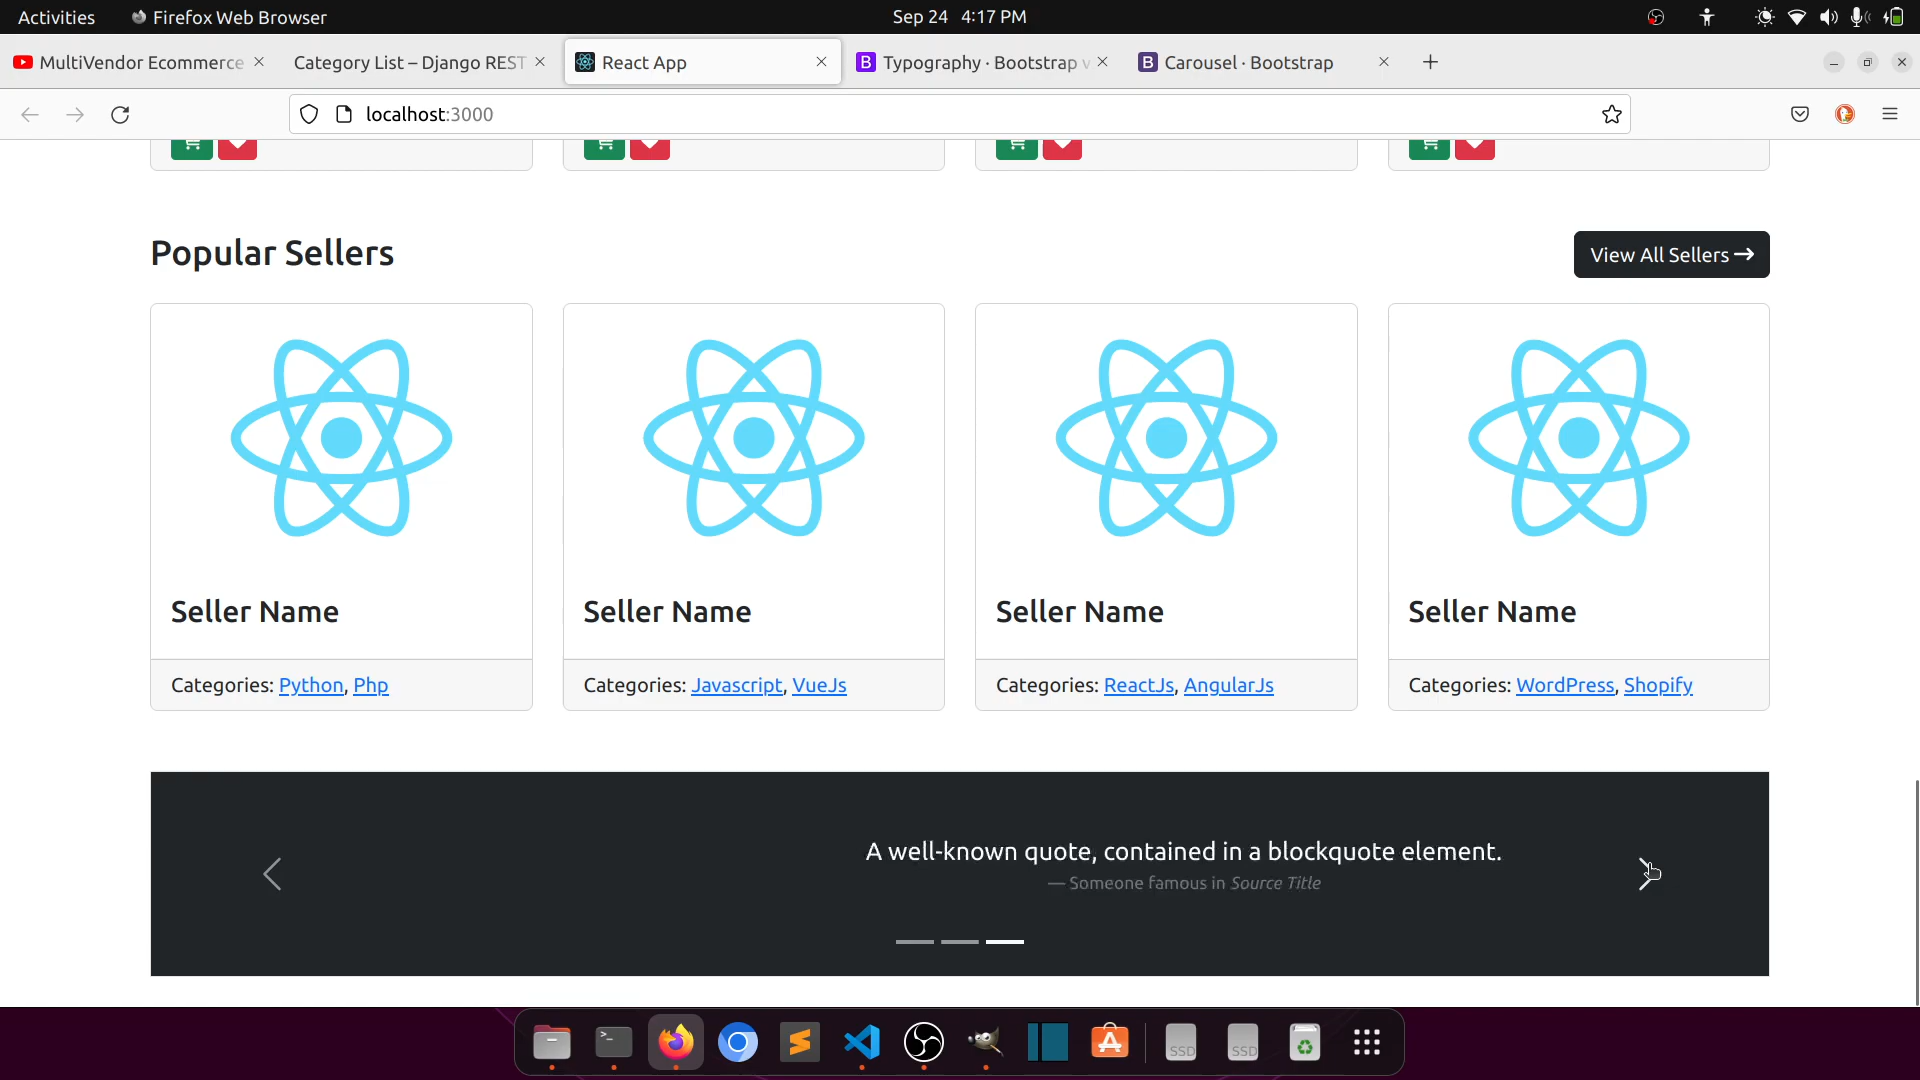 Activities Firefox Web Browser Sep 24 4:17 PM
MultiVendor Ecommerce Category List – Django REST React App Typography · Bootstrap v Carousel · Bootstrap
localhost:3000
Popular Sellers View All Sellers
Seller Name Seller Name Seller Name Seller Name
Categories: Python, Php Categories: Javascript, VueJs Categories: ReactJs, AngularJs Categories: WordPress, Shopify
A well-known quote, contained in a blockquote element.
— Someone famous in Source Title
SSD SSD